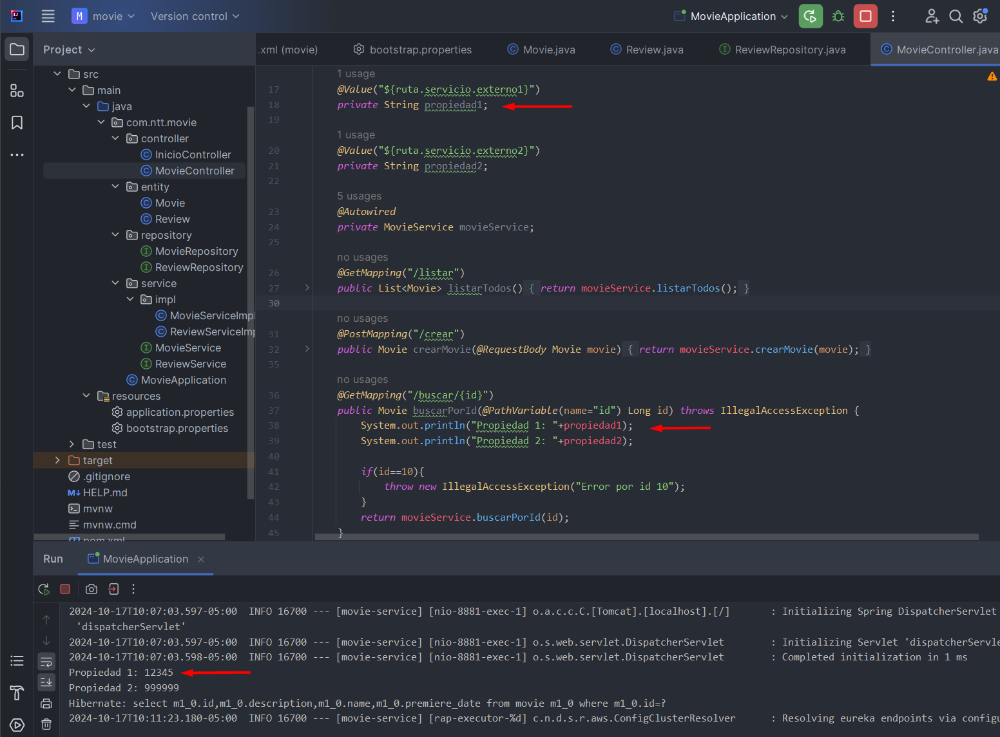 M movie Version control MovieApplication
Project
.xml (movie) bootstrap.properties Movie.java Review.java ReviewRepository.java MovieController.java
src
main
java
com.ntt.movie
controller
InicioController
MovieController
entity
Movie
Review
repository
MovieRepository
ReviewRepository
service
impl
MovieServiceImpl
ReviewServiceImp
MovieService
ReviewService
MovieApplication
resources
application.properties
bootstrap.properties
test
target
.gitignore
HELP.md
mvnw
mvnw.cmd
pom.xml
1 usage
17 @Value("${ruta.servicio.externo1}")
18 private String propiedad1;
19
1 usage
20 @Value("${ruta.servicio.externo2}")
21 private String propiedad2;
22
5 usages
23 @Autowired
24 private MovieService movieService;
25
no usages
26 @GetMapping("/listar")
27 public List<Movie> listarTodos() { return movieService.listarTodos(); }
30
no usages
31 @PostMapping("/crear")
32 public Movie crearMovie(@RequestBody Movie movie) { return movieService.crearMovie(movie); }
35
no usages
36 @GetMapping("/buscar/{id}")
37 public Movie buscarPorId(@PathVariable(name="id") Long id) throws IllegalAccessException {
38 System.out.println("Propiedad 1: "+propiedad1);
39 System.out.println("Propiedad 2: "+propiedad2);
40
41 if(id==10){
42 throw new IllegalAccessException("Error por id 10");
43 }
44 return movieService.buscarPorId(id);
45 }
Run MovieApplication
2024-10-17T10:07:03.597-05:00 INFO 16700 --- [movie-service] [nio-8881-exec-1] o.a.c.c.C.[Tomcat].[localhost].[/] : Initializing Spring DispatcherServlet
'dispatcherServlet'
2024-10-17T10:07:03.597-05:00 INFO 16700 --- [movie-service] [nio-8881-exec-1] o.s.web.servlet.DispatcherServlet : Initializing Servlet 'dispatcherServle
2024-10-17T10:07:03.598-05:00 INFO 16700 --- [movie-service] [nio-8881-exec-1] o.s.web.servlet.DispatcherServlet : Completed initialization in 1 ms
Propiedad 1: 12345
Propiedad 2: 999999
Hibernate: select m1_0.id,m1_0.description,m1_0.name,m1_0.premiere_date from movie m1_0 where m1_0.id=?
2024-10-17T10:11:23.180-05:00 INFO 16700 --- [movie-service] [rap-executor-%d] c.n.d.s.r.aws.ConfigClusterResolver : Resolving eureka endpoints via configu